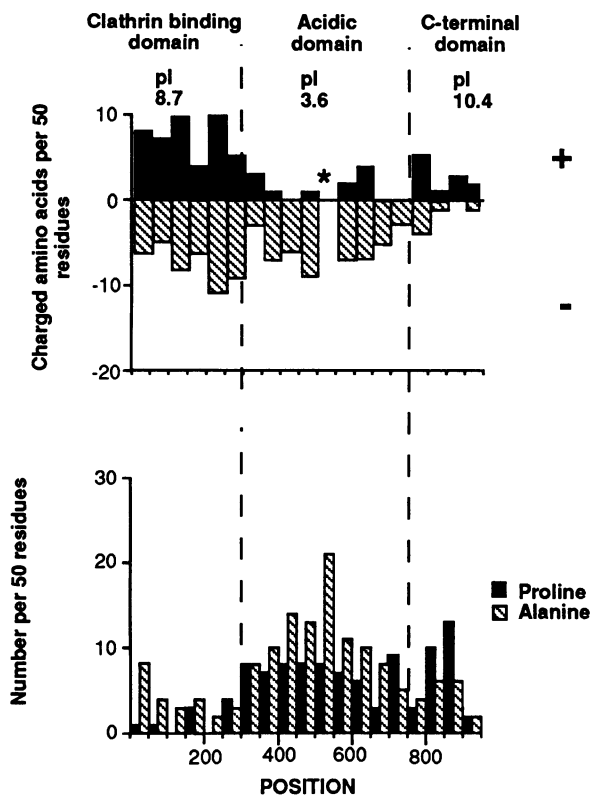 Clathrin binding domain
Acidic domain
C-terminal domain
pI 8.7
pI 3.6
pI 10.4
Charged amino acids per 50 residues
10
0
-10
-20
*
+
-
Number per 50 residues
30
20
10
0
Proline
Alanine
200
400
600
800
POSITION